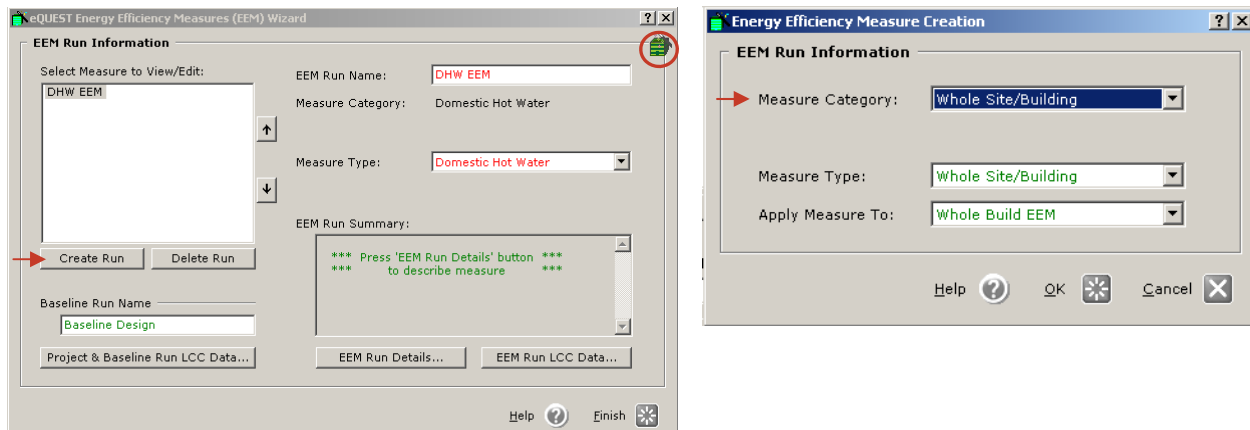 eQUEST Energy Efficiency Measures (EEM) Wizard
EEM Run Information
Select Measure to View/Edit:
DHW EEM
Create Run
Delete Run
Baseline Run Name
Baseline Design
Project & Baseline Run LCC Data...
EEM Run Name:
DHW EEM
Measure Category:
Domestic Hot Water
Measure Type:
Domestic Hot Water
EEM Run Summary:
*** Press 'EEM Run Details' button ***
*** to describe measure ***
EEM Run Details...
EEM Run LCC Data...
Help
Finish
Energy Efficiency Measure Creation
EEM Run Information
Measure Category:
Whole Site/Building
Measure Type:
Whole Site/Building
Apply Measure To:
Whole Build EEM
Help
OK
Cancel